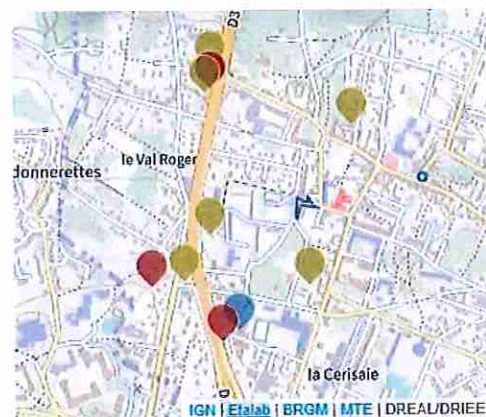 D3
le Val Roger
donnerettes
la Cerisaie
D
IGN | Etalab | BRGM | MTE | DREAL/DRIEE